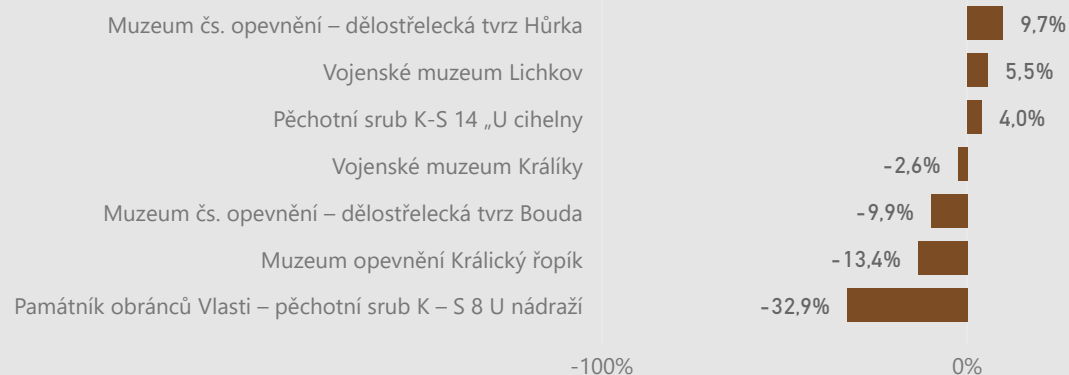 Muzeum čs. opevnění – dělostřelecká tvrz Hůrka 9,7%
Vojenské muzeum Lichkov 5,5%
Pěchotní srub K-S 14 „U cihelny 4,0%
Vojenské muzeum Králíky -2,6%
Muzeum čs. opevnění – dělostřelecká tvrz Bouda -9,9%
Muzeum opevnění Králický řopík -13,4%
Památník obránců Vlasti – pěchotní srub K – S 8 U nádraží -32,9%
-100% 0%